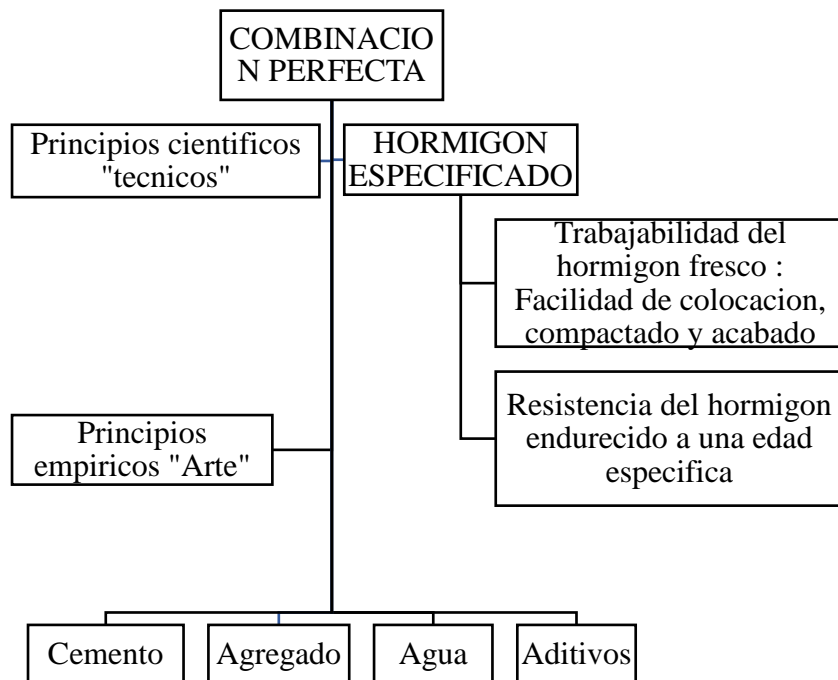 COMBINACIO
N PERFECTA
Principios cientificos
"tecnicos"
HORMIGON
ESPECIFICADO
Trabajabilidad del
hormigon fresco :
Facilidad de colocacion,
compactado y acabado
Resistencia del hormigon
endurecido a una edad
especifica
Principios
empiricos "Arte"
Cemento
Agregado
Agua
Aditivos